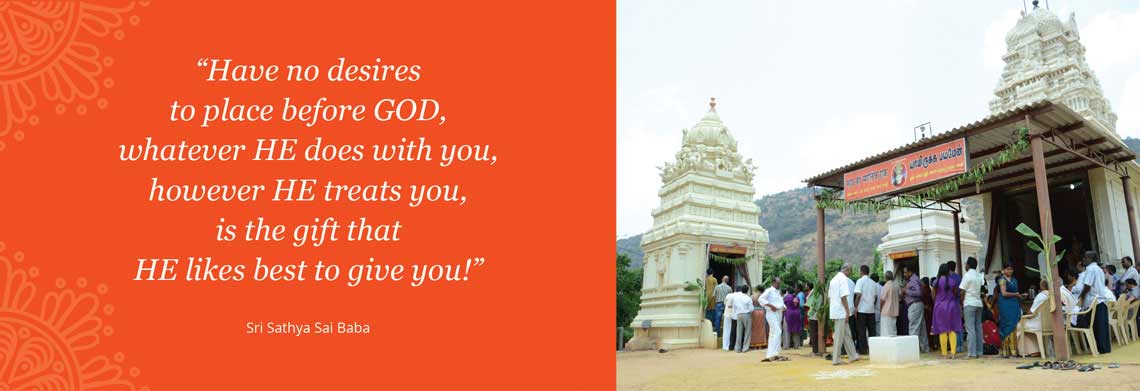 “Have no desires
to place before GOD,
whatever HE does with you,
however HE treats you,
is the gift that
HE likes best to give you!”
Sri Sathya Sai Baba
யாமிருக்க பயமேன்